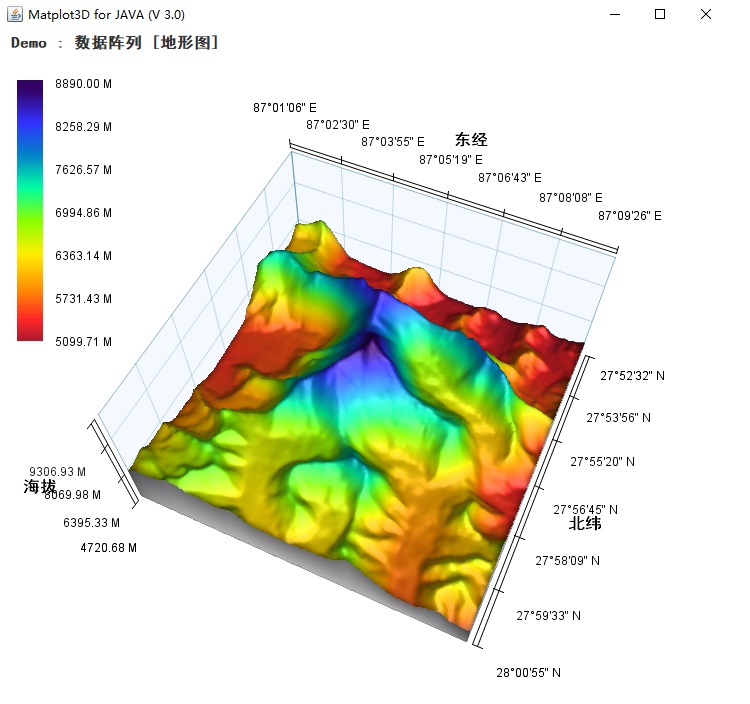 Matplot3D for JAVA (V 3.0)
Demo : 数据阵列 [地形图]
8890.00 M
8258.29 M
7626.57 M
6994.86 M
6363.14 M
5731.43 M
5099.71 M
87°01'06" E
87°02'30" E
87°03'55" E
东经
87°05'19" E
87°06'43" E
87°08'08" E
87°09'26" E
27°52'32" N
27°53'56" N
27°55'20" N
27°56'45" N
北纬
27°58'09" N
27°59'33" N
28°00'55" N
9306.93 M
海拔
8069.98 M
6395.33 M
4720.68 M